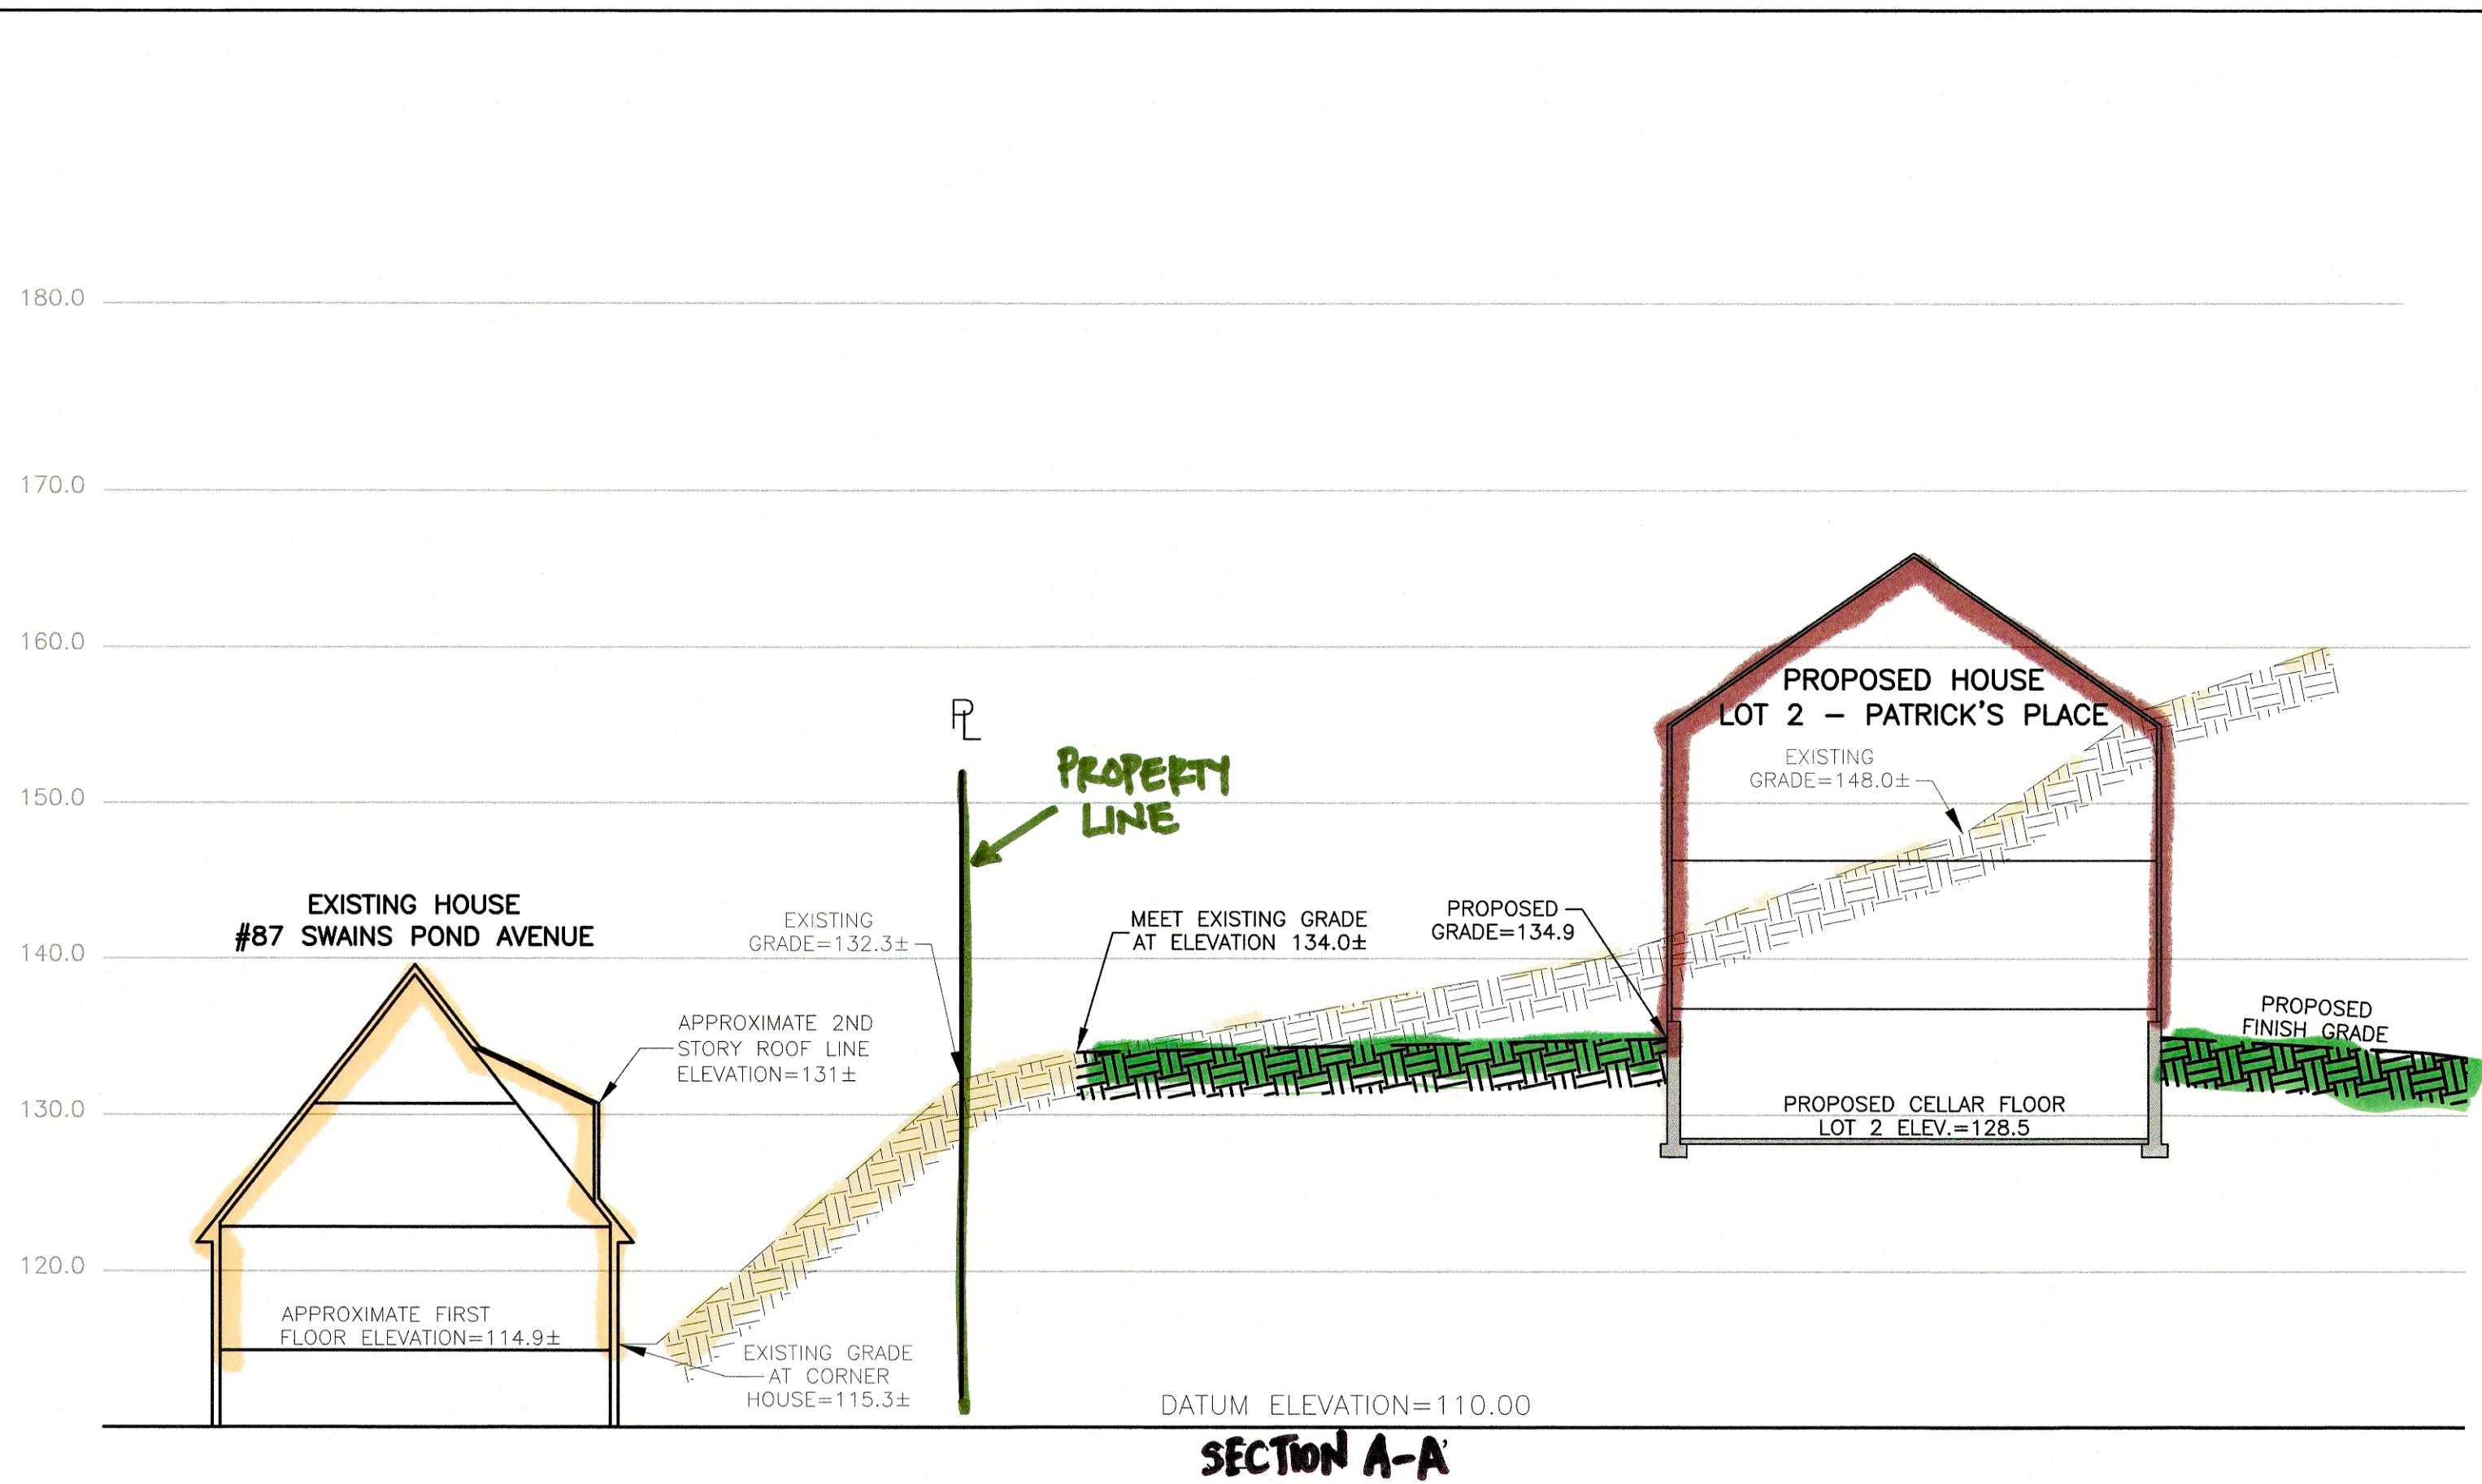 180.0
170.0
160.0
150.0
140.0
130.0
120.0
PL
PROPERTY
LINE
EXISTING HOUSE
#87 SWAINS POND AVENUE
EXISTING
GRADE=132.3±
MEET EXISTING GRADE
AT ELEVATION 134.0±
PROPOSED
GRADE=134.9
PROPOSED HOUSE
LOT 2 – PATRICK'S PLACE
EXISTING
GRADE=148.0±
APPROXIMATE 2ND
STORY ROOF LINE
ELEVATION=131±
PROPOSED
FINISH GRADE
PROPOSED CELLAR FLOOR
LOT 2 ELEV.=128.5
APPROXIMATE FIRST
FLOOR ELEVATION=114.9±
EXISTING GRADE
AT CORNER
HOUSE=115.3±
DATUM ELEVATION=110.00
SECTION A-A'